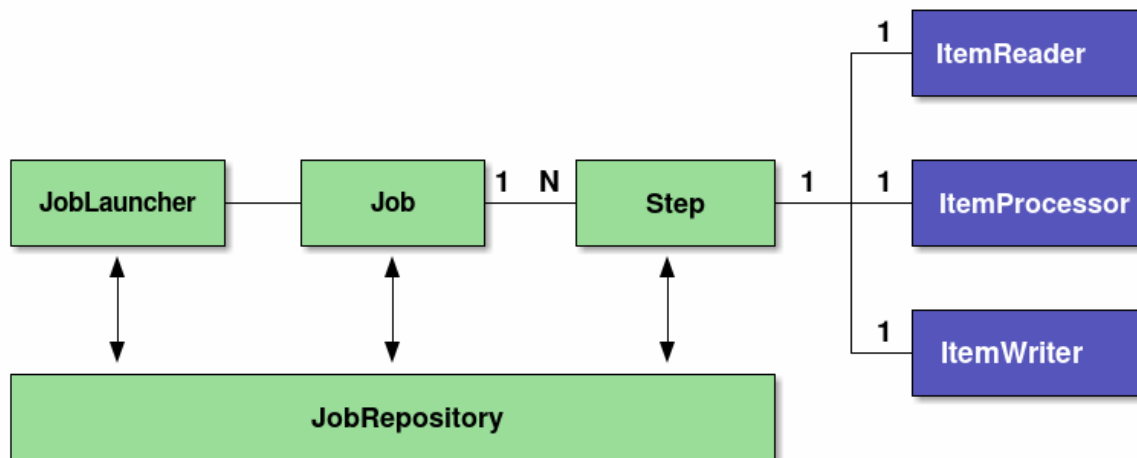 1
ItemReader
JobLauncher
Job
1
N
Step
1
1
ItemProcessor
1
ItemWriter
JobRepository